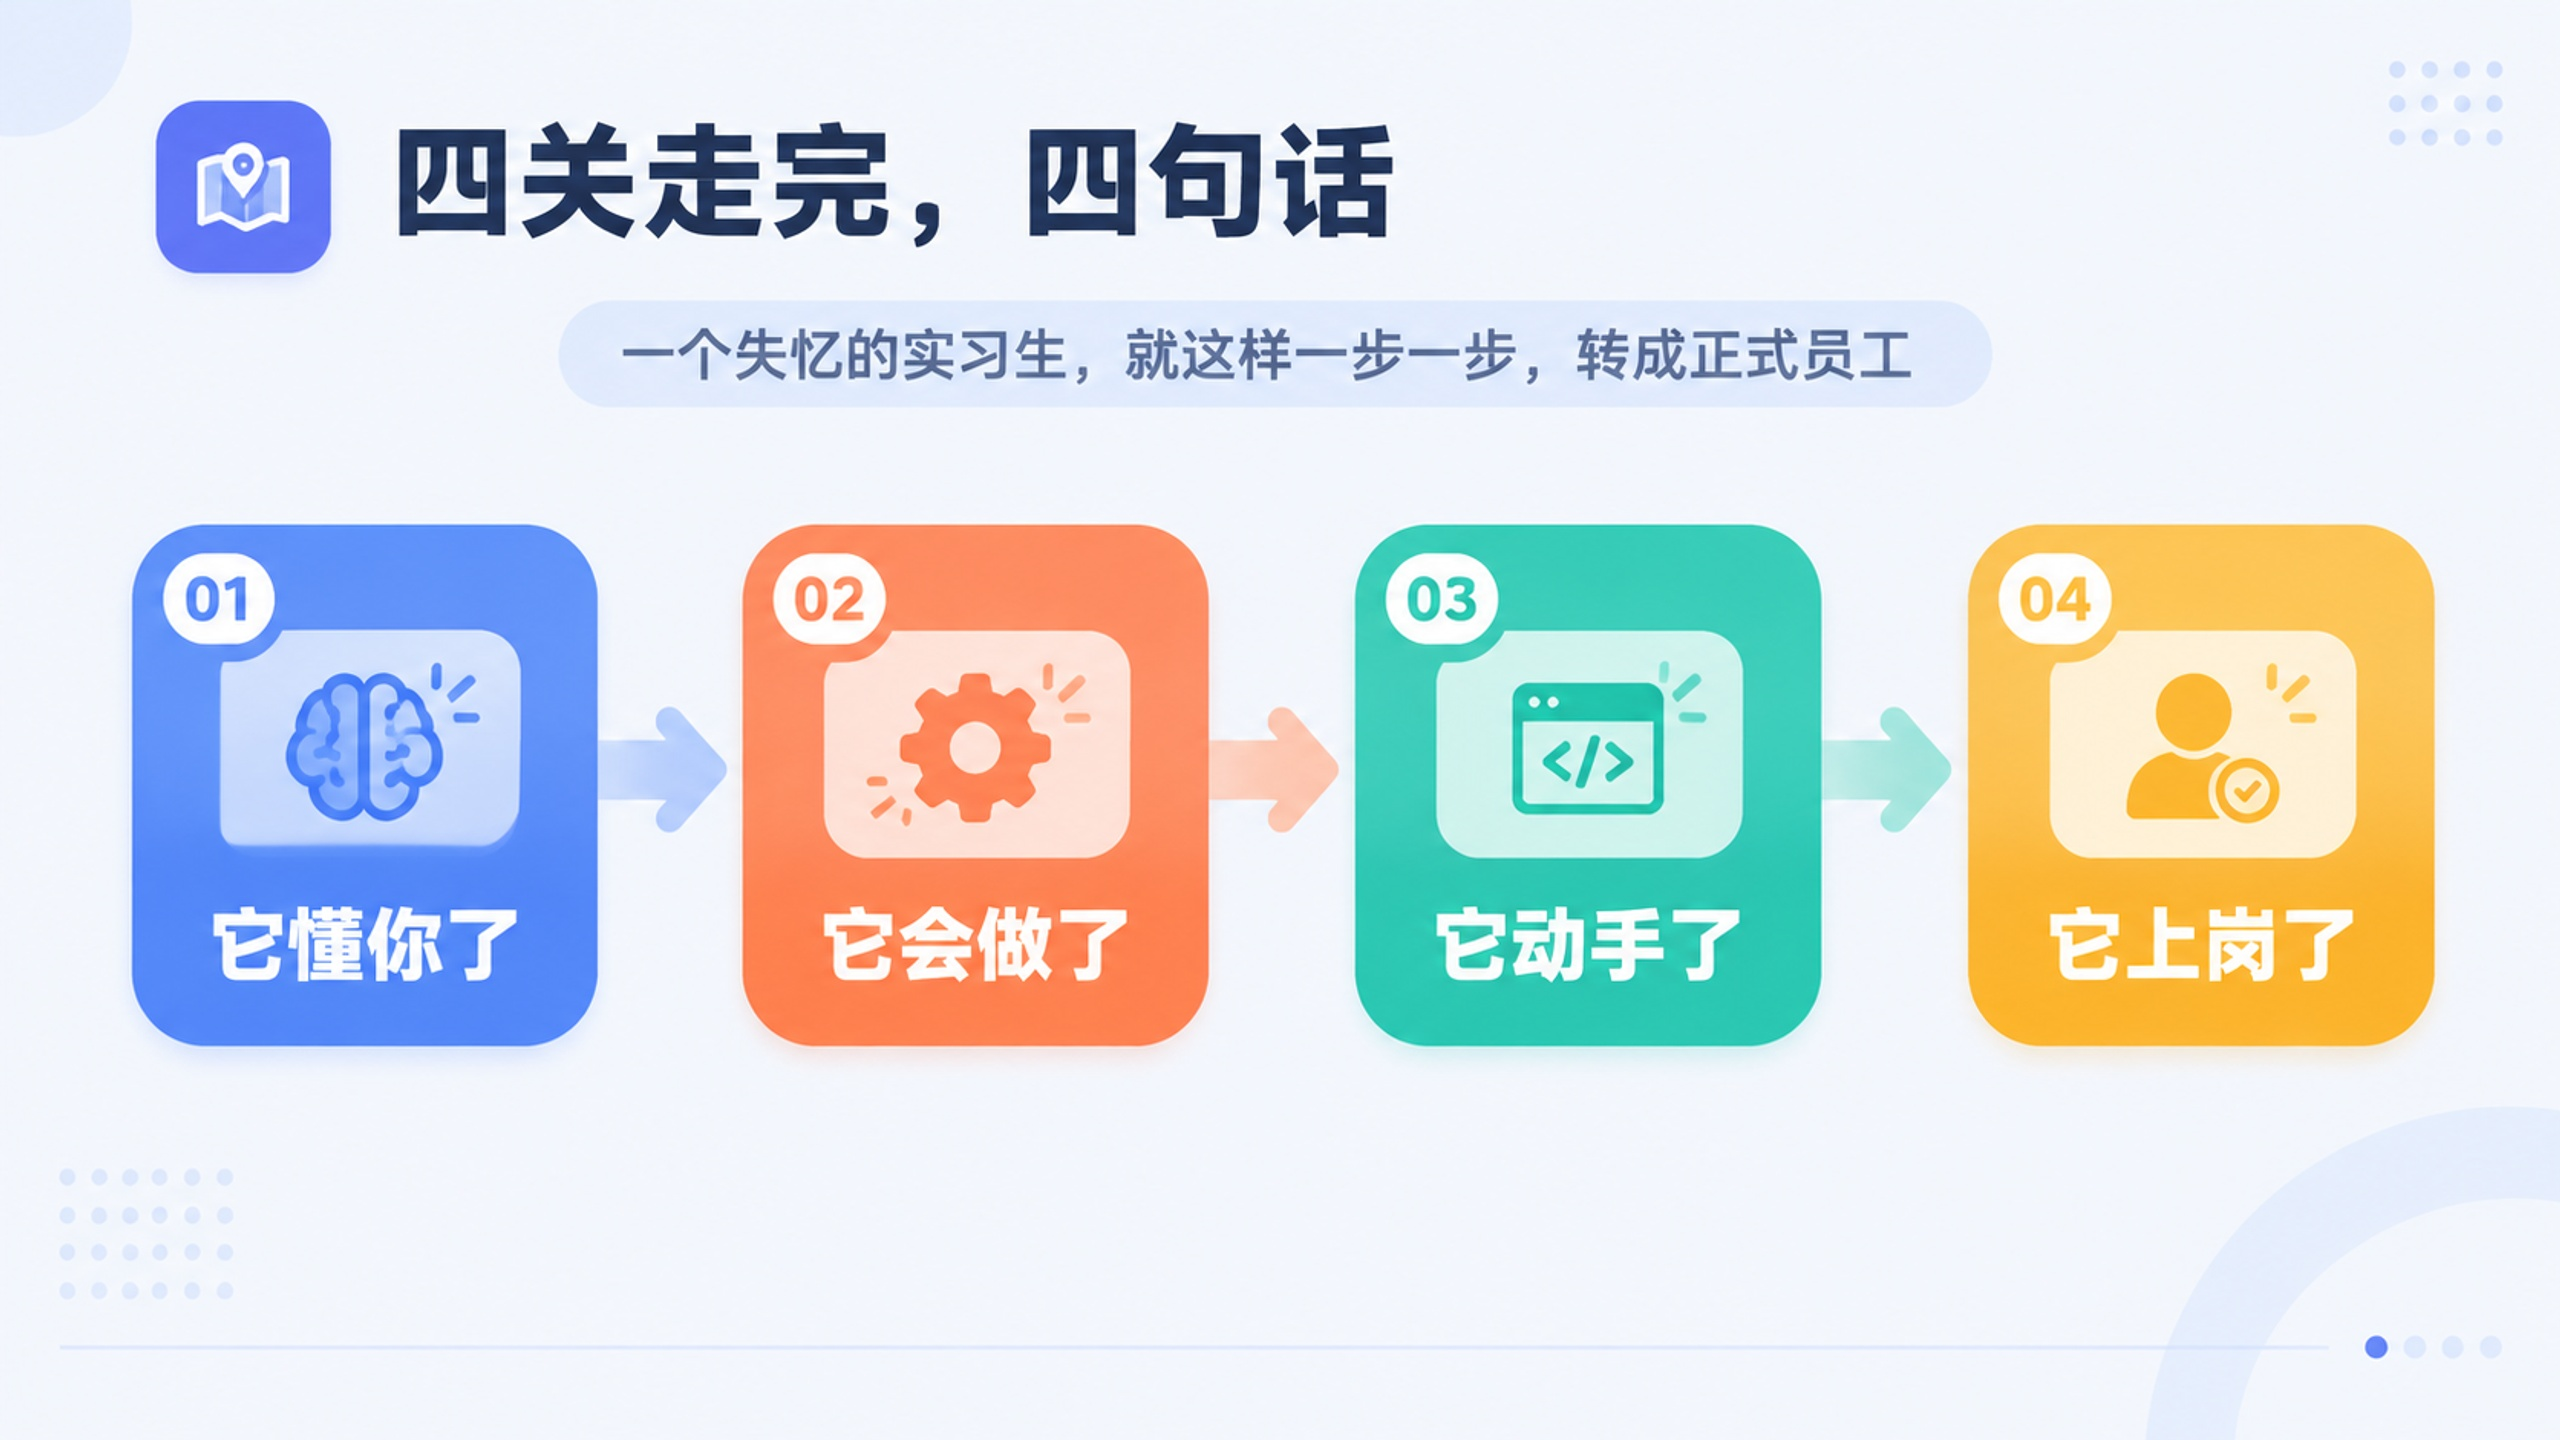 四关走完，四句话
一个失忆的实习生，就这样一步一步，转成正式员工
01
它懂你了
02
它会做了
03
</>
它动手了
04
它上岗了